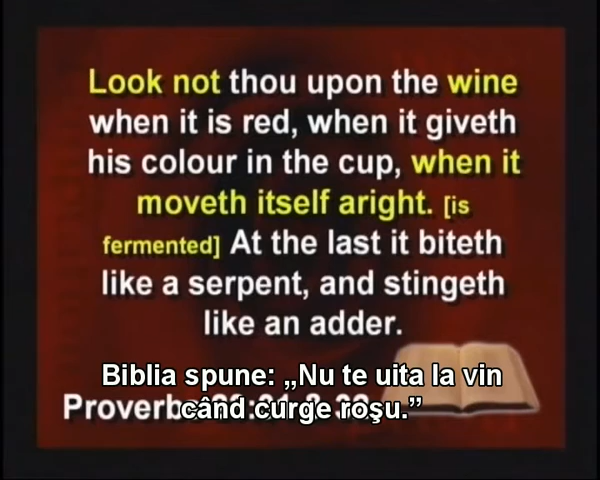 Look not thou upon the wine
when it is red, when it giveth
his colour in the cup, when it
moveth itself aright. [is
fermented] At the last it biteth
like a serpent, and stingeth
like an adder.
Biblia spune: „Nu te uita la vin
când curge roşu.”